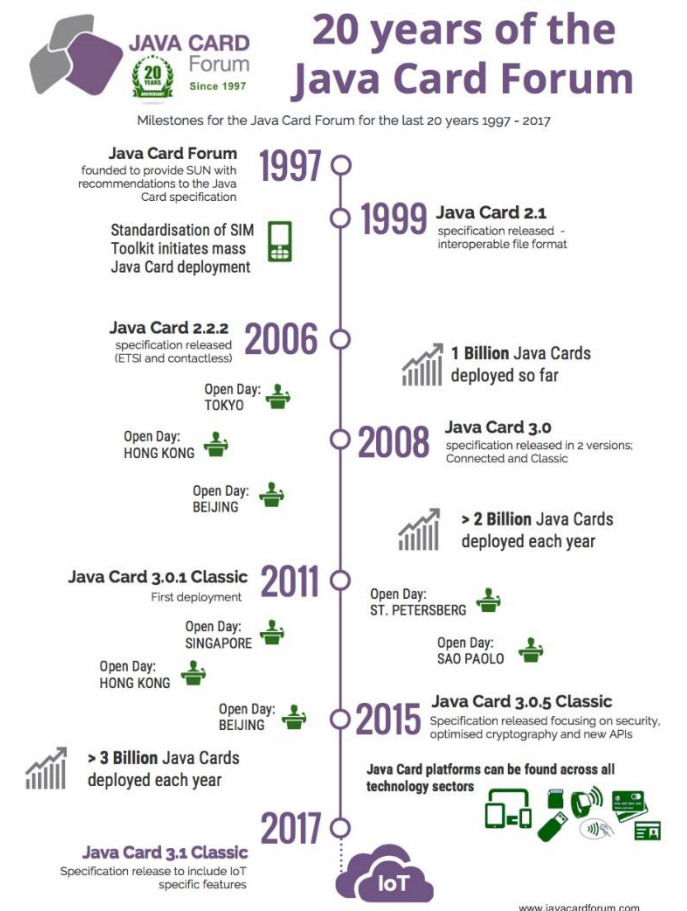 JAVA CARD
Forum
20
YEARS
ANNIVERSARY
Since 1997
20 years of the
Java Card Forum
Milestones for the Java Card Forum for the last 20 years 1997 - 2017
Java Card Forum
founded to provide SUN with
recommendations to the Java
Card specification
1997
1999
Java Card 2.1
specification released -
interoperable file format
Standardisation of SIM
Toolkit initiates mass
Java Card deployment
Java Card 2.2.2
specification released
(ETSI and contactless)
2006
1 Billion Java Cards
deployed so far
Open Day:
TOKYO
Open Day:
HONG KONG
2008
Java Card 3.0
specification released in 2 versions;
Connected and Classic
Open Day:
BEIJING
> 2 Billion Java Cards
deployed each year
Java Card 3.0.1 Classic
First deployment
2011
Open Day:
ST. PETERSBERG
Open Day:
SINGAPORE
Open Day:
SAO PAOLO
Open Day:
HONG KONG
Open Day:
BEIJING
2015
Java Card 3.0.5 Classic
Specification released focusing on security,
optimised cryptography and new APIs
> 3 Billion Java Cards
deployed each year
Java Card platforms can be found across all
technology sectors
2017
Java Card 3.1 Classic
Specification release to include IoT
specific features
IoT
www.javacardforum.com